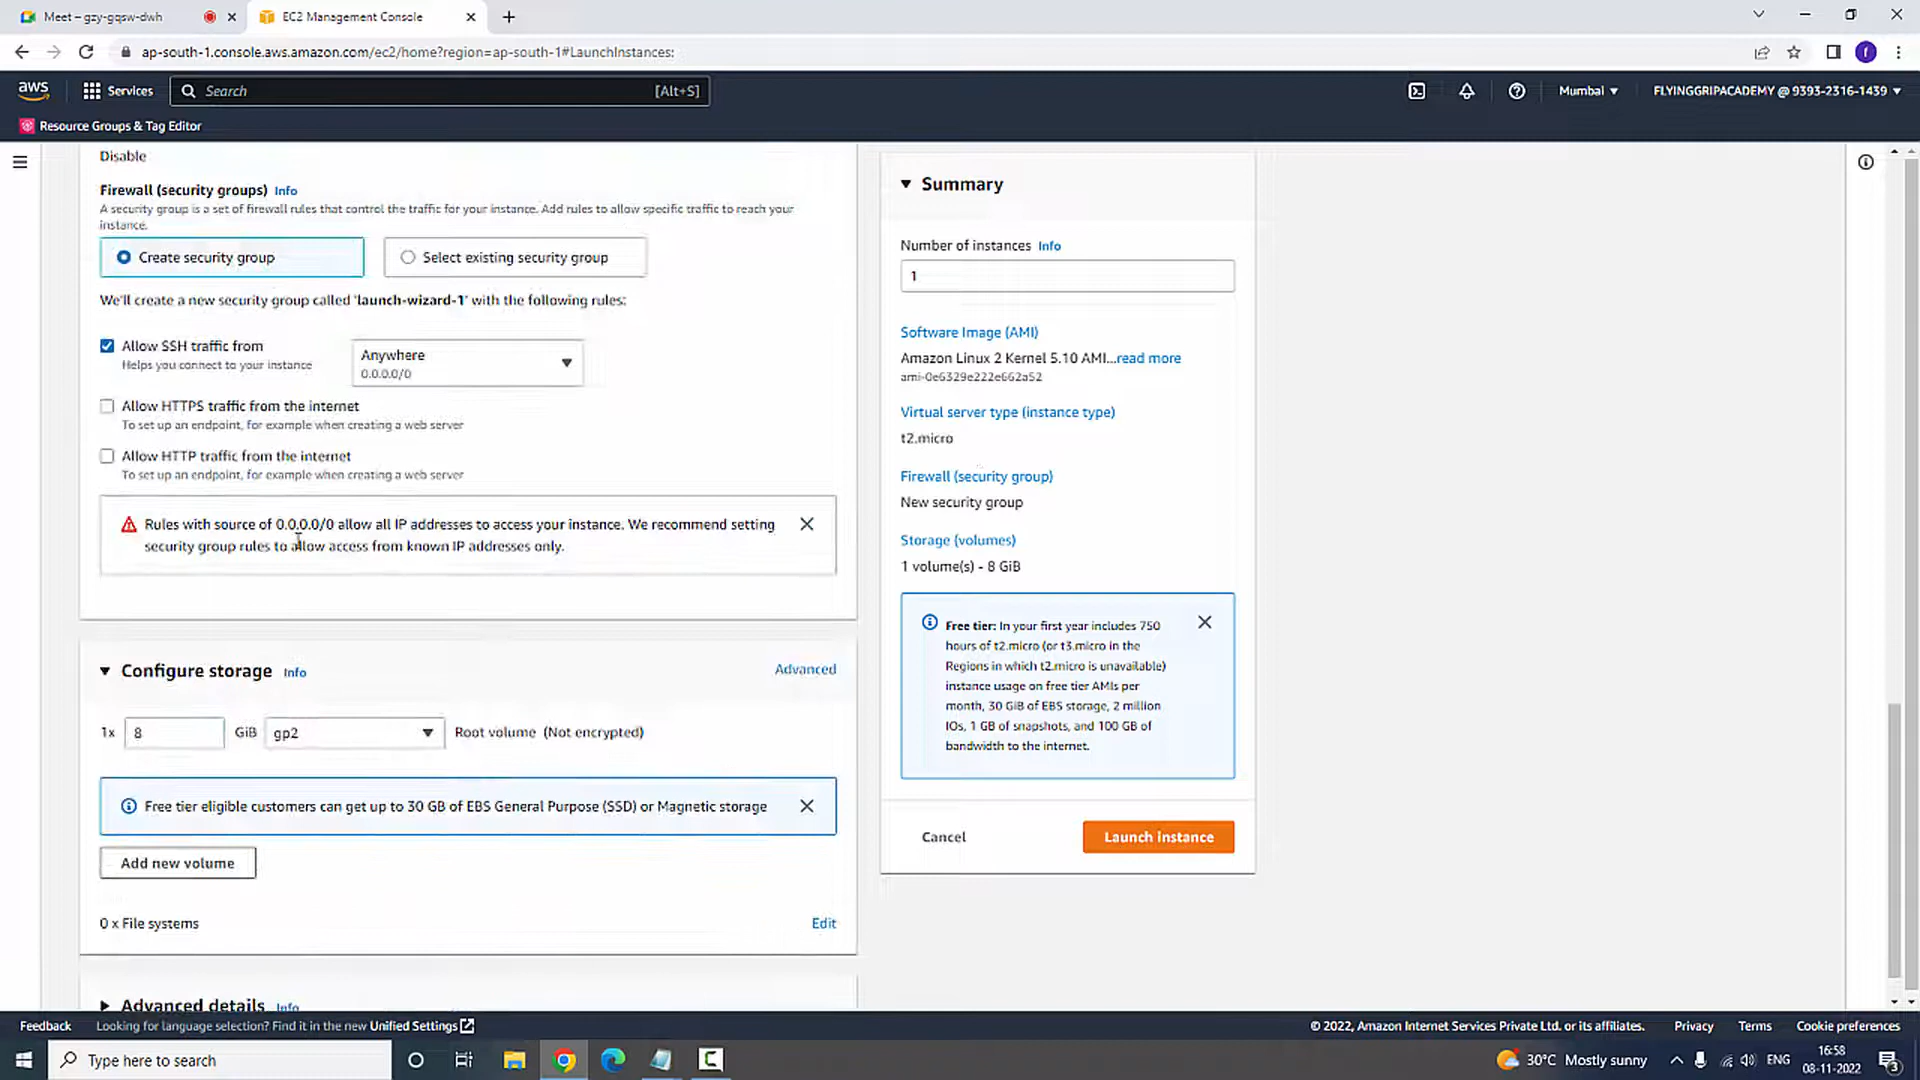 Meet – gzy-gqsw-dwh
EC2 Management Console
ap-south-1.console.aws.amazon.com/ec2/home?region=ap-south-1#LaunchInstances:
f
aws
Services
Search
[Alt+S]
Mumbai
FLYINGGRIPACADEMY @ 9393-2316-1439
Resource Groups & Tag Editor
Disable
Firewall (security groups) Info
A security group is a set of firewall rules that control the traffic for your instance. Add rules to allow specific traffic to reach your
instance.
Create security group
Select existing security group
We'll create a new security group called 'launch-wizard-1' with the following rules:
Allow SSH traffic from
Helps you connect to your instance
Anywhere
0.0.0.0/0
Allow HTTPS traffic from the internet
To set up an endpoint, for example when creating a web server
Allow HTTP traffic from the internet
To set up an endpoint, for example when creating a web server
Rules with source of 0.0.0.0/0 allow all IP addresses to access your instance. We recommend setting
security group rules to allow access from known IP addresses only.
Configure storage Info
Advanced
1x 8 GiB gp2 Root volume (Not encrypted)
Free tier eligible customers can get up to 30 GB of EBS General Purpose (SSD) or Magnetic storage
Add new volume
0 x File systems
Edit
Advanced details Info
Summary
Number of instances Info
1
Software Image (AMI)
Amazon Linux 2 Kernel 5.10 AMI...read more
ami-0e6329e222e662a52
Virtual server type (instance type)
t2.micro
Firewall (security group)
New security group
Storage (volumes)
1 volume(s) - 8 GiB
Free tier: In your first year includes 750
hours of t2.micro (or t3.micro in the
Regions in which t2.micro is unavailable)
instance usage on free tier AMIs per
month, 30 GiB of EBS storage, 2 million
IOs, 1 GB of snapshots, and 100 GB of
bandwidth to the internet.
Cancel
Launch instance
Feedback
Looking for language selection? Find it in the new Unified Settings
© 2022, Amazon Internet Services Private Ltd. or its affiliates.
Privacy
Terms
Cookie preferences
Type here to search
30°C Mostly sunny
ENG
16:58
08-11-2022
3